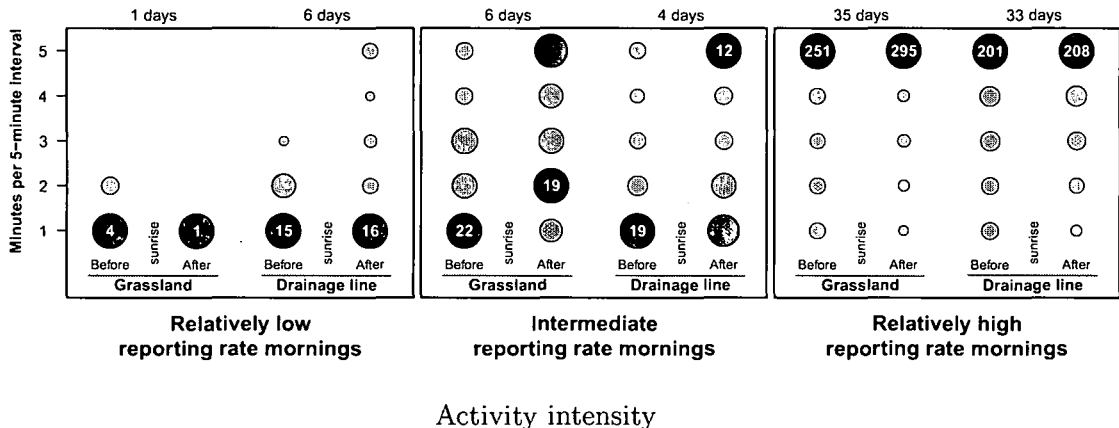 1 days 6 days 6 days 4 days 35 days 33 days
Minutes per 5−minute interval
5 12 251 295 201 208
4
3
2 19
1 4 1 15 16 22 19
sunrise sunrise sunrise sunrise sunrise sunrise
Before After Before After Before After Before After Before After Before After
Grassland Drainage line Grassland Drainage line Grassland Drainage line
Relatively low Intermediate Relatively high
reporting rate mornings reporting rate mornings reporting rate mornings
Activity intensity